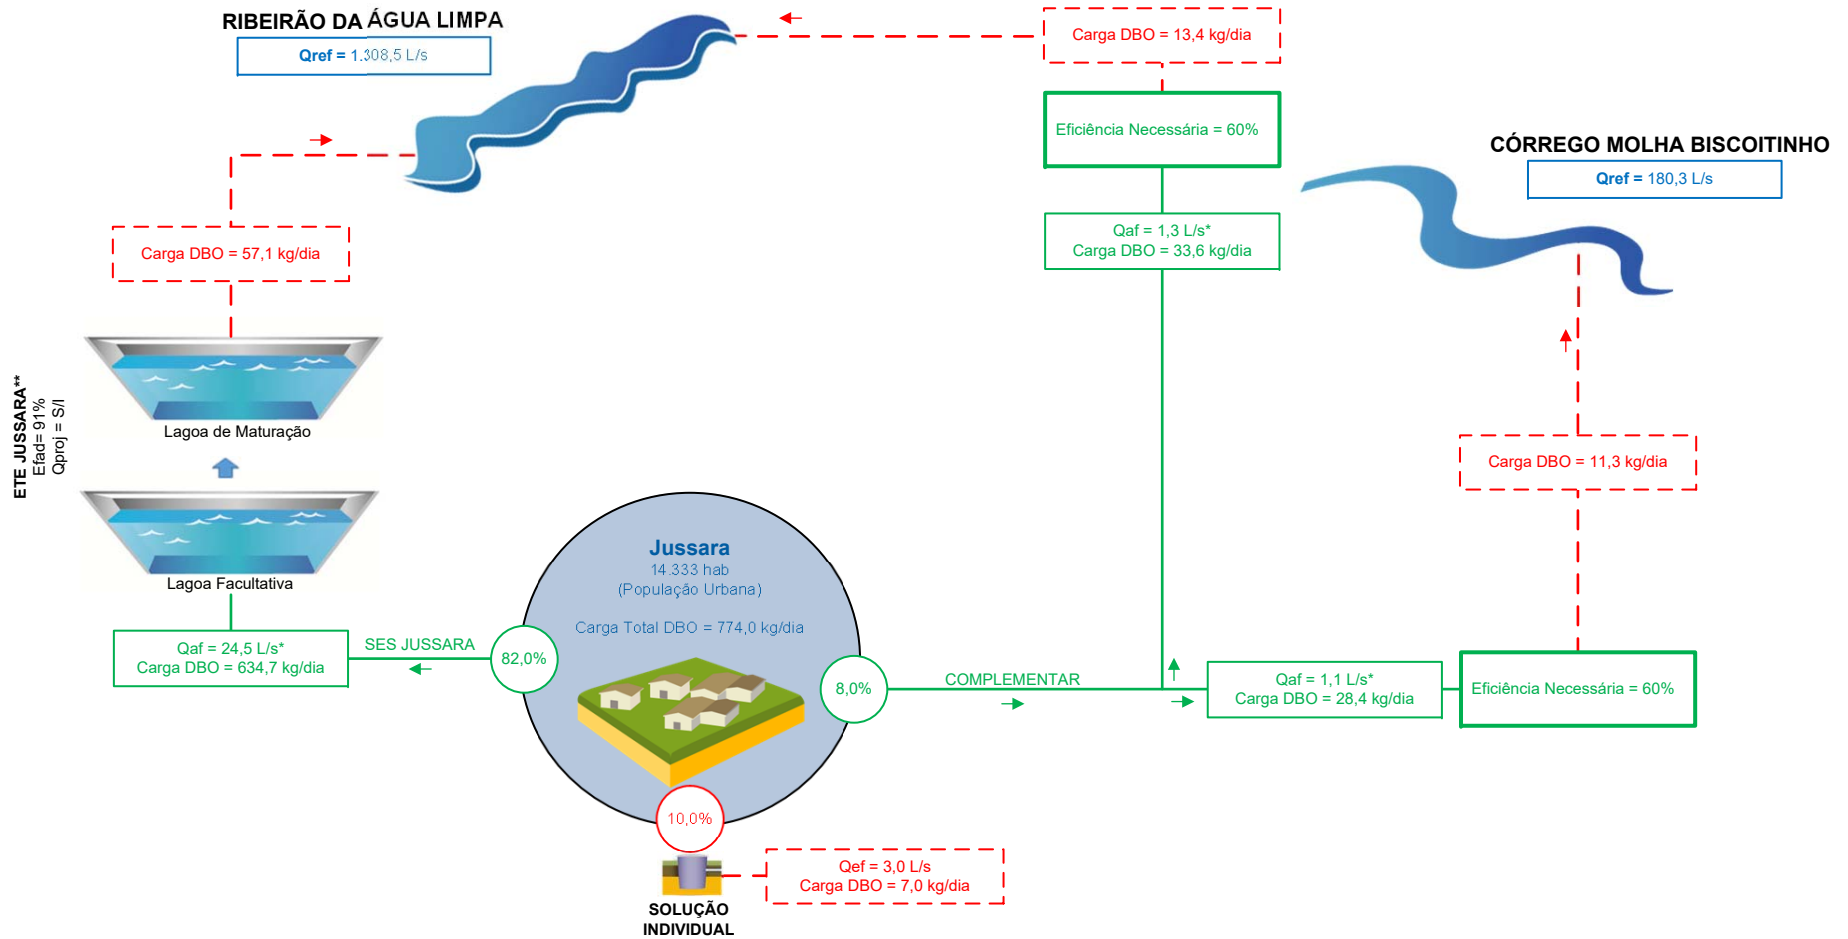 RIBEIRÃO DA ÁGUA LIMPA
Qref = 1.308,5 L/s
Carga DBO = 13,4 kg/dia
Eficiência Necessária = 60%
CÓRREGO MOLHA BISCOITINHO
Qref = 180,3 L/s
Qaf = 1,3 L/s*
Carga DBO = 33,6 kg/dia
Carga DBO = 57,1 kg/dia
ETE JUSSARA**
Efad= 91%
Qproj = S/I
Lagoa de Maturação
Lagoa Facultativa
Carga DBO = 11,3 kg/dia
Jussara
14.333 hab
(População Urbana)
Carga Total DBO = 774,0 kg/dia
Qaf = 24,5 L/s*
Carga DBO = 634,7 kg/dia
SES JUSSARA
82,0%
8,0%
COMPLEMENTAR
Qaf = 1,1 L/s*
Carga DBO = 28,4 kg/dia
Eficiência Necessária = 60%
10,0%
Qef = 3,0 L/s
Carga DBO = 7,0 kg/dia
SOLUÇÃO
INDIVIDUAL